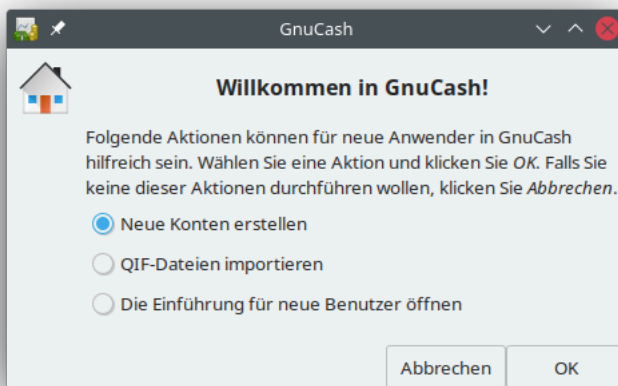 GnuCash
Willkommen in GnuCash!
Folgende Aktionen können für neue Anwender in GnuCash
hilfreich sein. Wählen Sie eine Aktion und klicken Sie OK. Falls Sie
keine dieser Aktionen durchführen wollen, klicken Sie Abbrechen.
Neue Konten erstellen
QIF-Dateien importieren
Die Einführung für neue Benutzer öffnen
Abbrechen OK